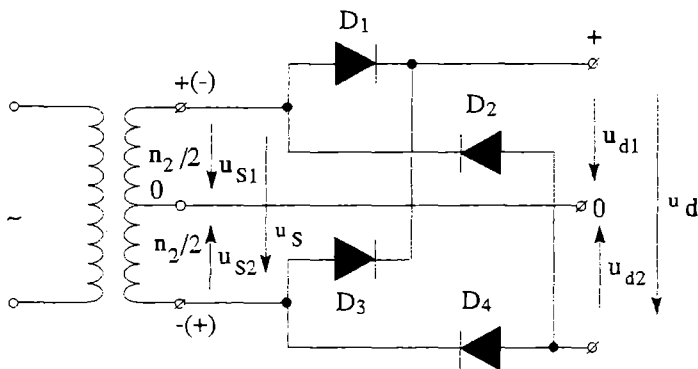 D1
+
+(-)
D2
n2/2
uS1
ud1
0
0
ud
~
uS
n2/2
uS2
ud2
D3
D4
-(+)